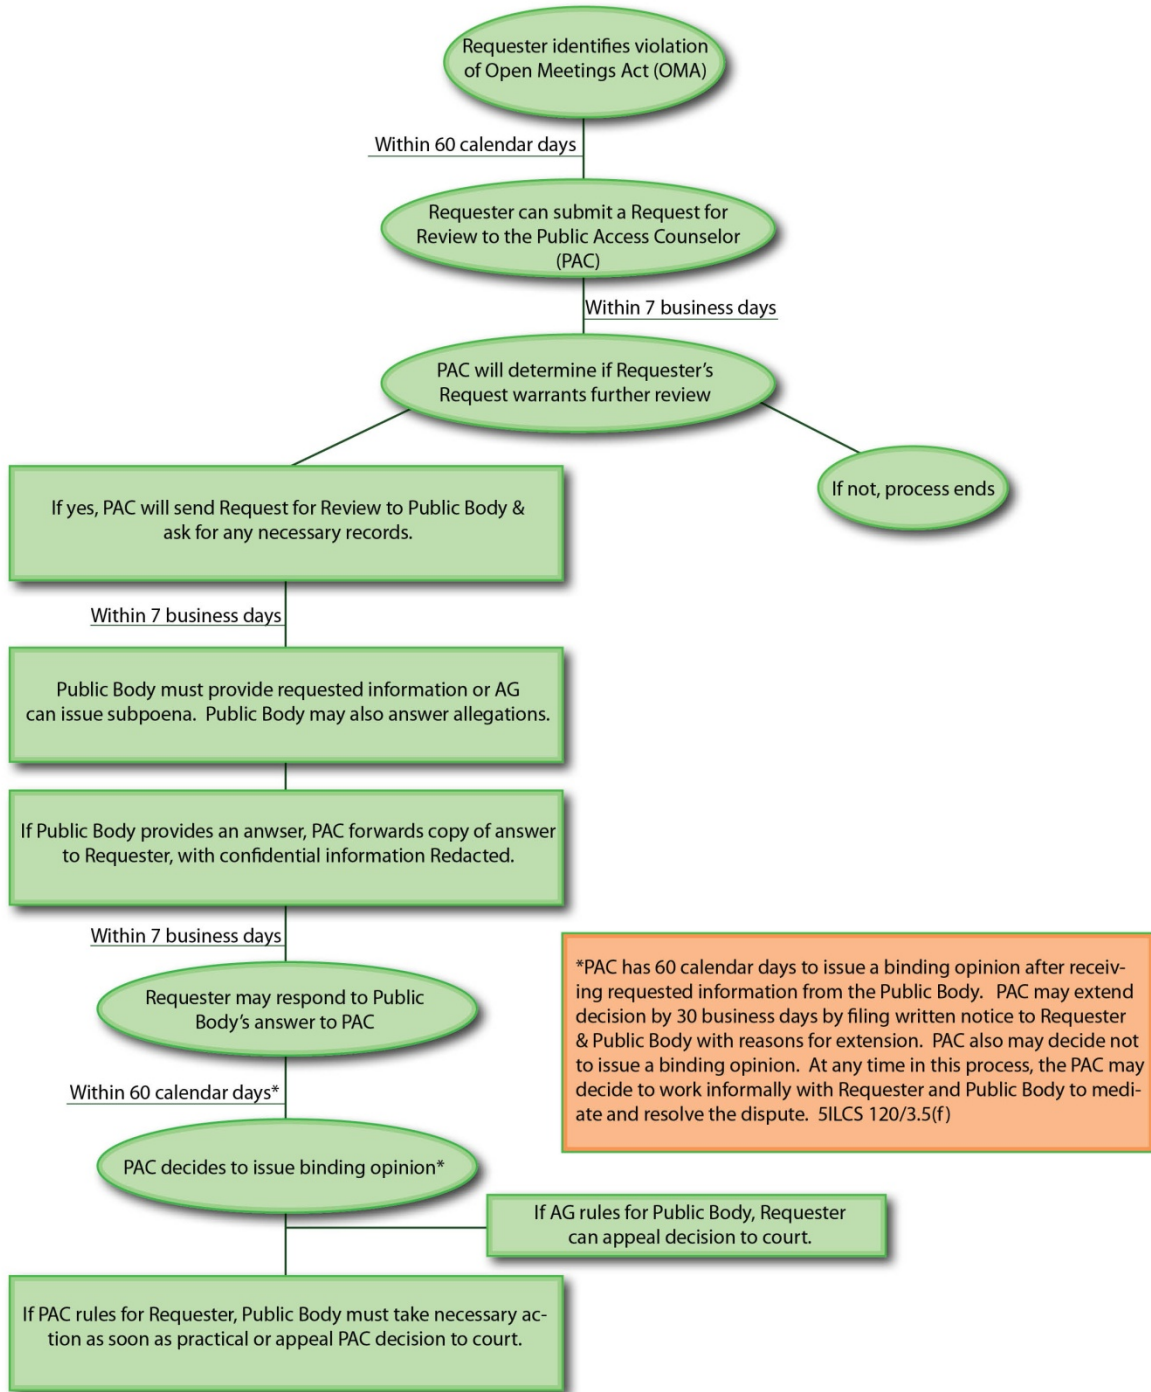 Requester identifies violation
of Open Meetings Act (OMA)
Within 60 calendar days
Requester can submit a Request for
Review to the Public Access Counselor
(PAC)
Within 7 business days
PAC will determine if Requester’s
Request warrants further review
If yes, PAC will send Request for Review to Public Body &
ask for any necessary records.
If not, process ends
Within 7 business days
Public Body must provide requested information or AG
can issue subpoena.  Public Body may also answer allegations.
If Public Body provides an anwser, PAC forwards copy of answer
to Requester, with confidential information Redacted.
Within 7 business days
Requester may respond to Public
Body’s answer to PAC
Within 60 calendar days*
PAC decides to issue binding opinion*
*PAC has 60 calendar days to issue a binding opinion after receiv-
ing requested information from the Public Body.   PAC may extend
decision by 30 business days by filing written notice to Requester
& Public Body with reasons for extension.  PAC also may decide not
to issue a binding opinion.  At any time in this process, the PAC may
decide to work informally with Requester and Public Body to medi-
ate and resolve the dispute.  5ILCS 120/3.5(f)
If AG rules for Public Body, Requester
can appeal decision to court.
If PAC rules for Requester, Public Body must take necessary ac-
tion as soon as practical or appeal PAC decision to court.